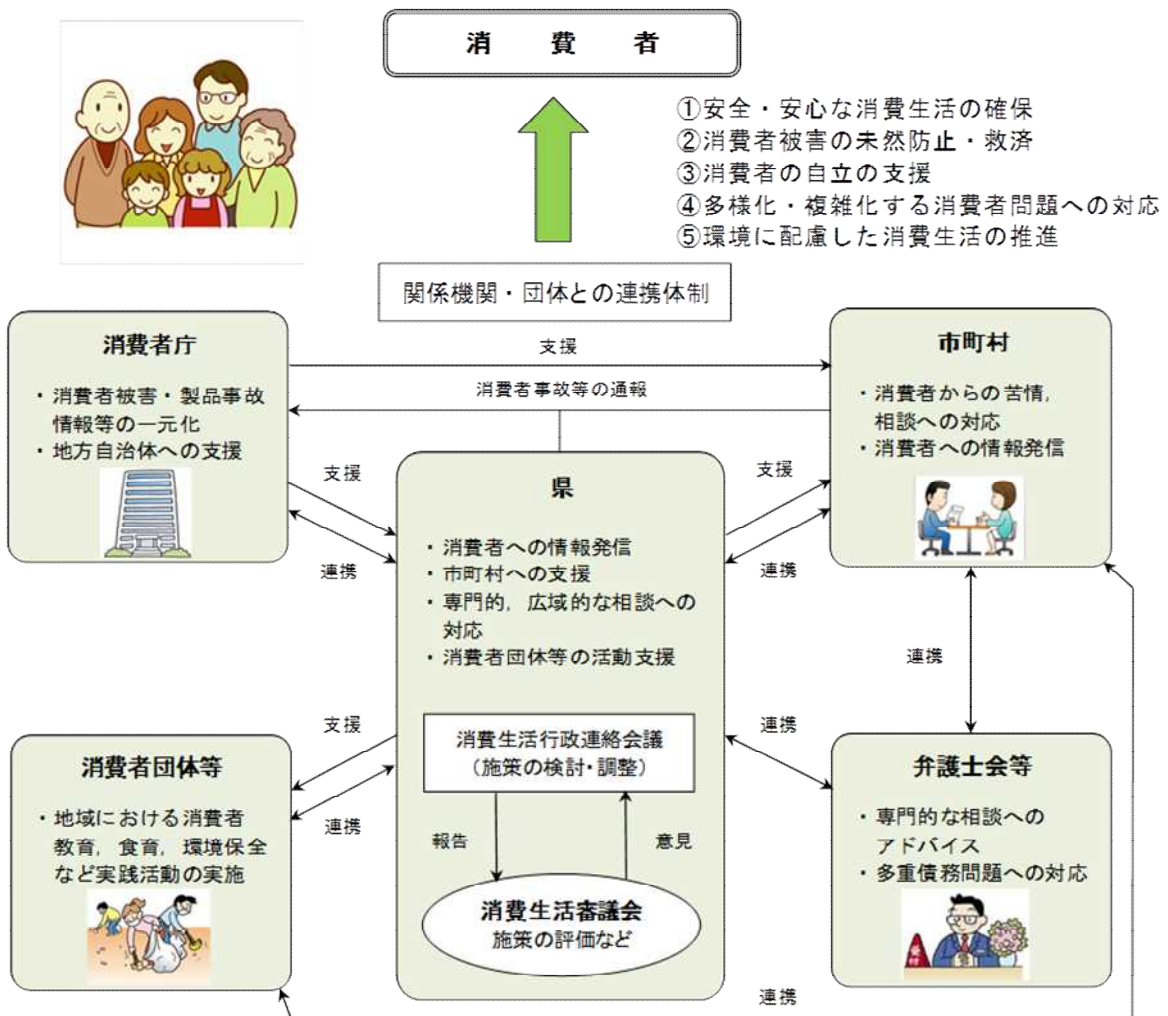 消　費　者
①安全・安心な消費生活の確保
②消費者被害の未然防止・救済
③消費者の自立の支援
④多様化・複雑化する消費者問題への対応
⑤環境に配慮した消費生活の推進
関係機関・団体との連携体制
消費者庁
・消費者被害・製品事故
情報等の一元化
・地方自治体への支援
支援
消費者事故等の通報
市町村
・消費者からの苦情，
相談への対応
・消費者への情報発信
支援
連携
支援
連携
県
・消費者への情報発信
・市町村への支援
・専門的，広域的な相談への
対応
・消費者団体等の活動支援
連携
消費生活行政連絡会議
（施策の検討・調整）
報告
意見
消費生活審議会
施策の評価など
支援
連携
連携
消費者団体等
・地域における消費者
教育，食育，環境保全
など実践活動の実施
弁護士会等
・専門的な相談への
アドバイス
・多重債務問題への対応
受付
連携